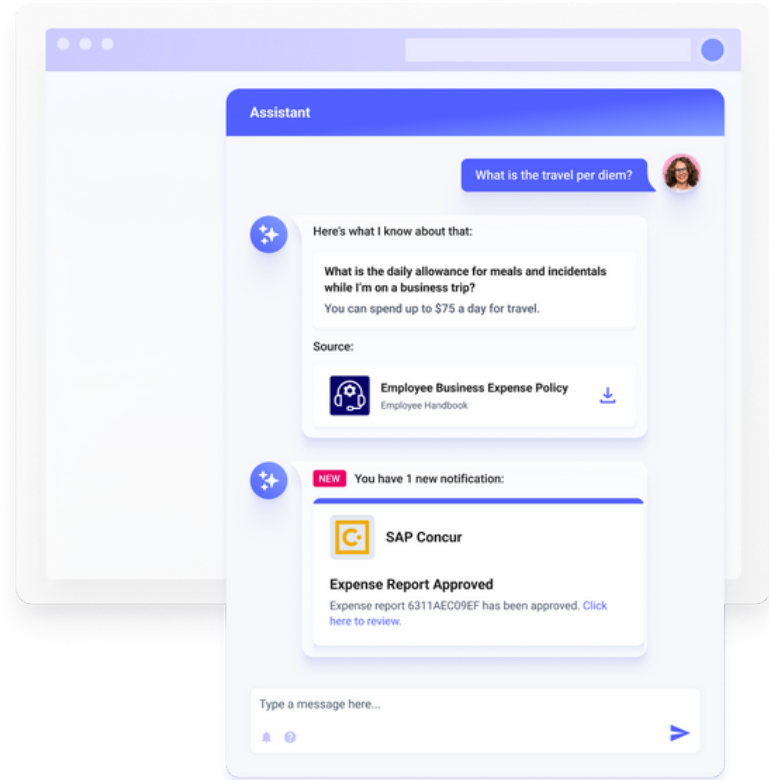 Assistant
What is the travel per diem?
Here's what I know about that:
What is the daily allowance for meals and incidentals
while I'm on a business trip?
You can spend up to $75 a day for travel.
Source:
Employee Business Expense Policy
Employee Handbook
NEW You have 1 new notification:
C
SAP Concur
Expense Report Approved
Expense report 6311AEC09EF has been approved. Click
here to review.
Type a message here...